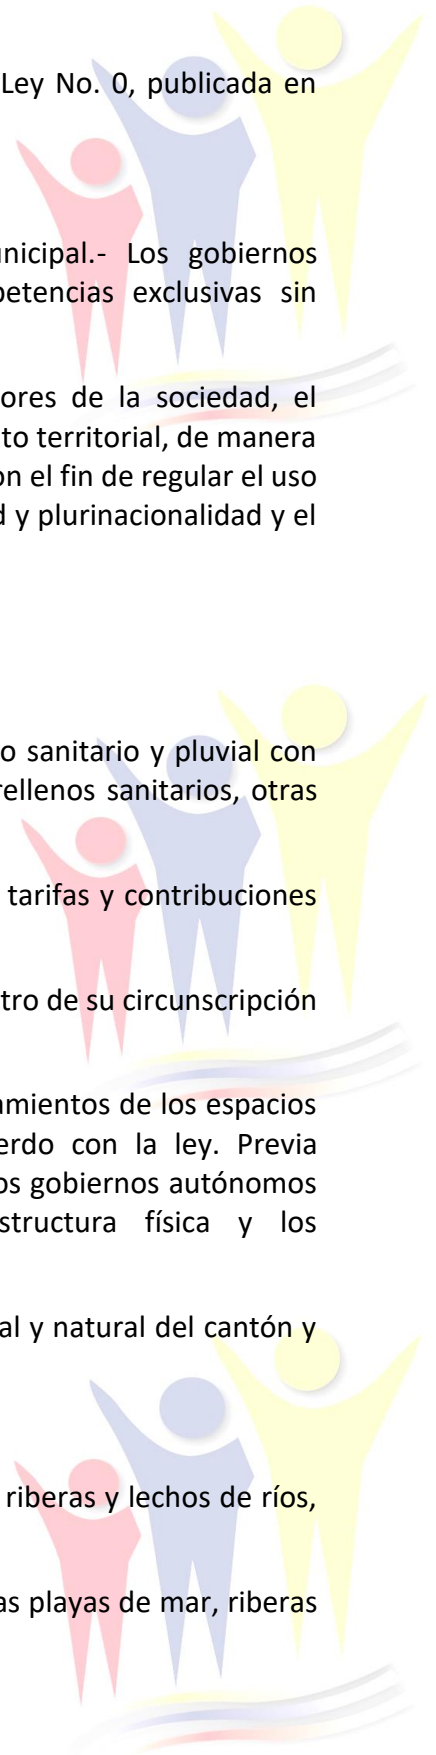 Ley No. 0, publicada en
unicipal.- Los gobiernos
petencias exclusivas sin
ores de la sociedad, el
to territorial, de manera
on el fin de regular el uso
d y plurinacionalidad y el
o sanitario y pluvial con
rellenos sanitarios, otras
tarifas y contribuciones
tro de su circunscripción
amientos de los espacios
erdo con la ley. Previa
os gobiernos autónomos
structura física y los
al y natural del cantón y
riberas y lechos de ríos,
as playas de mar, riberas